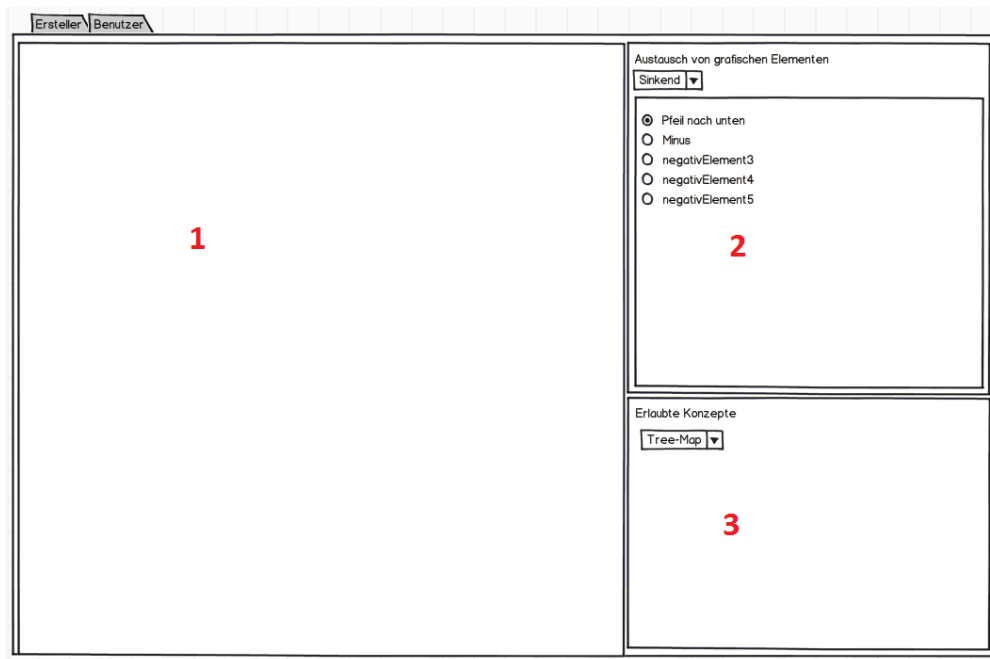 Ersteller Benutzer
Austausch von grafischen Elementen
Sinkend
Pfeil nach unten
Minus
negativElement3
negativElement4
negativElement5
1
2
Erlaubte Konzepte
Tree-Map
3